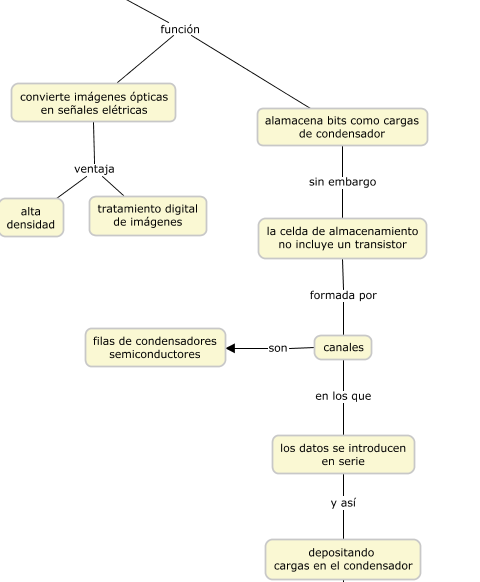 función
convierte imágenes ópticas
en señales elétricas
alamacena bits como cargas
de condensador
ventaja
sin embargo
alta
densidad
tratamiento digital
de imágenes
la celda de almacenamiento
no incluye un transistor
formada por
filas de condensadores
semiconductores
son
canales
en los que
los datos se introducen
en serie
y así
depositando
cargas en el condensador